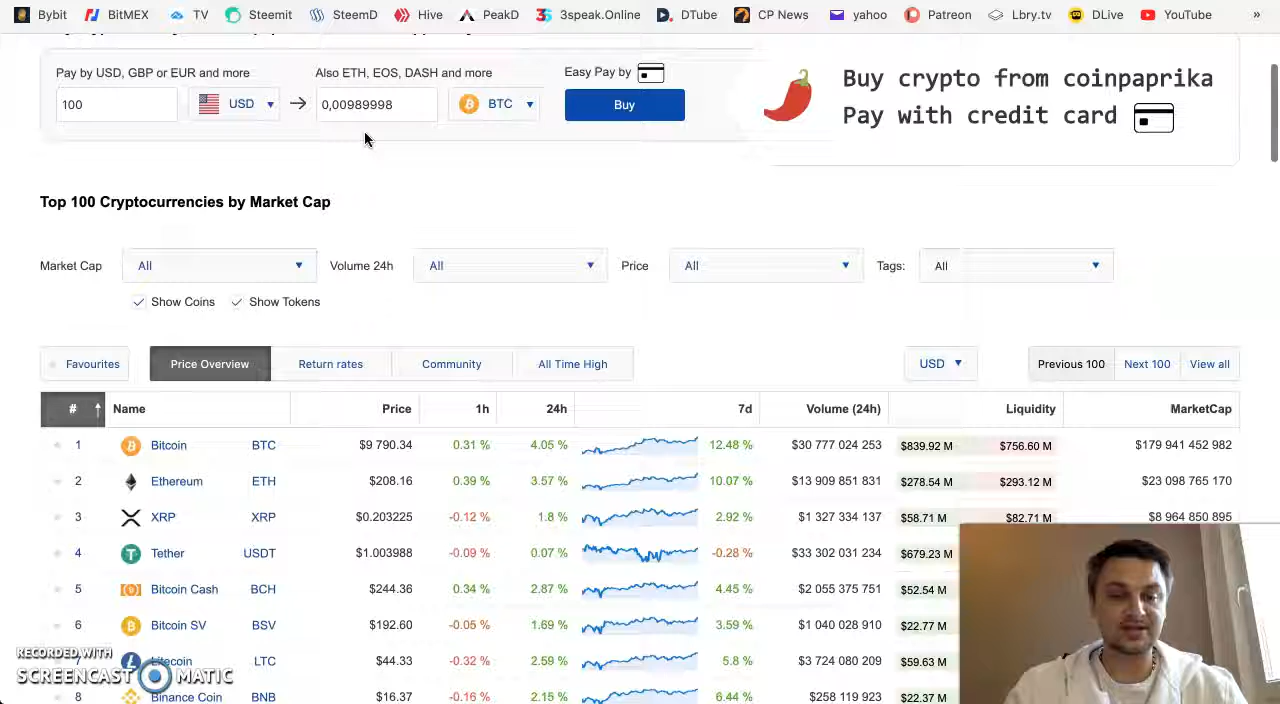 Bybit BitMEX TV Steemit SteemD Hive PeakD 3speak.Online DTube CP News yahoo Patreon Lbry.tv DLive YouTube »
Pay by USD, GBP or EUR and more Also ETH, EOS, DASH and more Easy Pay by
100 USD 0,00989998 BTC Buy
Buy crypto from coinpaprika
Pay with credit card
Top 100 Cryptocurrencies by Market Cap
Market Cap All Volume 24h All Price All Tags: All
Show Coins Show Tokens
Favourites Price Overview Return rates Community All Time High USD Previous 100 Next 100 View all
# Name Price 1h 24h 7d Volume (24h) Liquidity MarketCap
1 Bitcoin BTC $9 790.34 0.31 % 4.05 % 12.48 % $30 777 024 253 $839.92 M $756.60 M $179 941 452 982
2 Ethereum ETH $208.16 0.39 % 3.57 % 10.07 % $13 909 851 831 $278.54 M $293.12 M $23 098 765 170
3 XRP XRP $0.203225 -0.12 % 1.8 % 2.92 % $1 327 334 137 $58.71 M $82.71 M $8 964 850 895
4 Tether USDT $1.003988 -0.09 % 0.07 % -0.28 % $33 302 031 234 $679.23 M
5 Bitcoin Cash BCH $244.36 0.34 % 2.87 % 4.45 % $2 055 375 751 $52.54 M
6 Bitcoin SV BSV $192.60 -0.05 % 1.69 % 3.59 % $1 040 028 910 $22.77 M
7 Litecoin LTC $44.33 -0.32 % 2.59 % 5.8 % $3 724 080 209 $59.63 M
8 Binance Coin BNB $16.37 -0.16 % 2.15 % 6.44 % $258 119 923 $22.37 M
RECORDED WITH
SCREENCAST MATIC